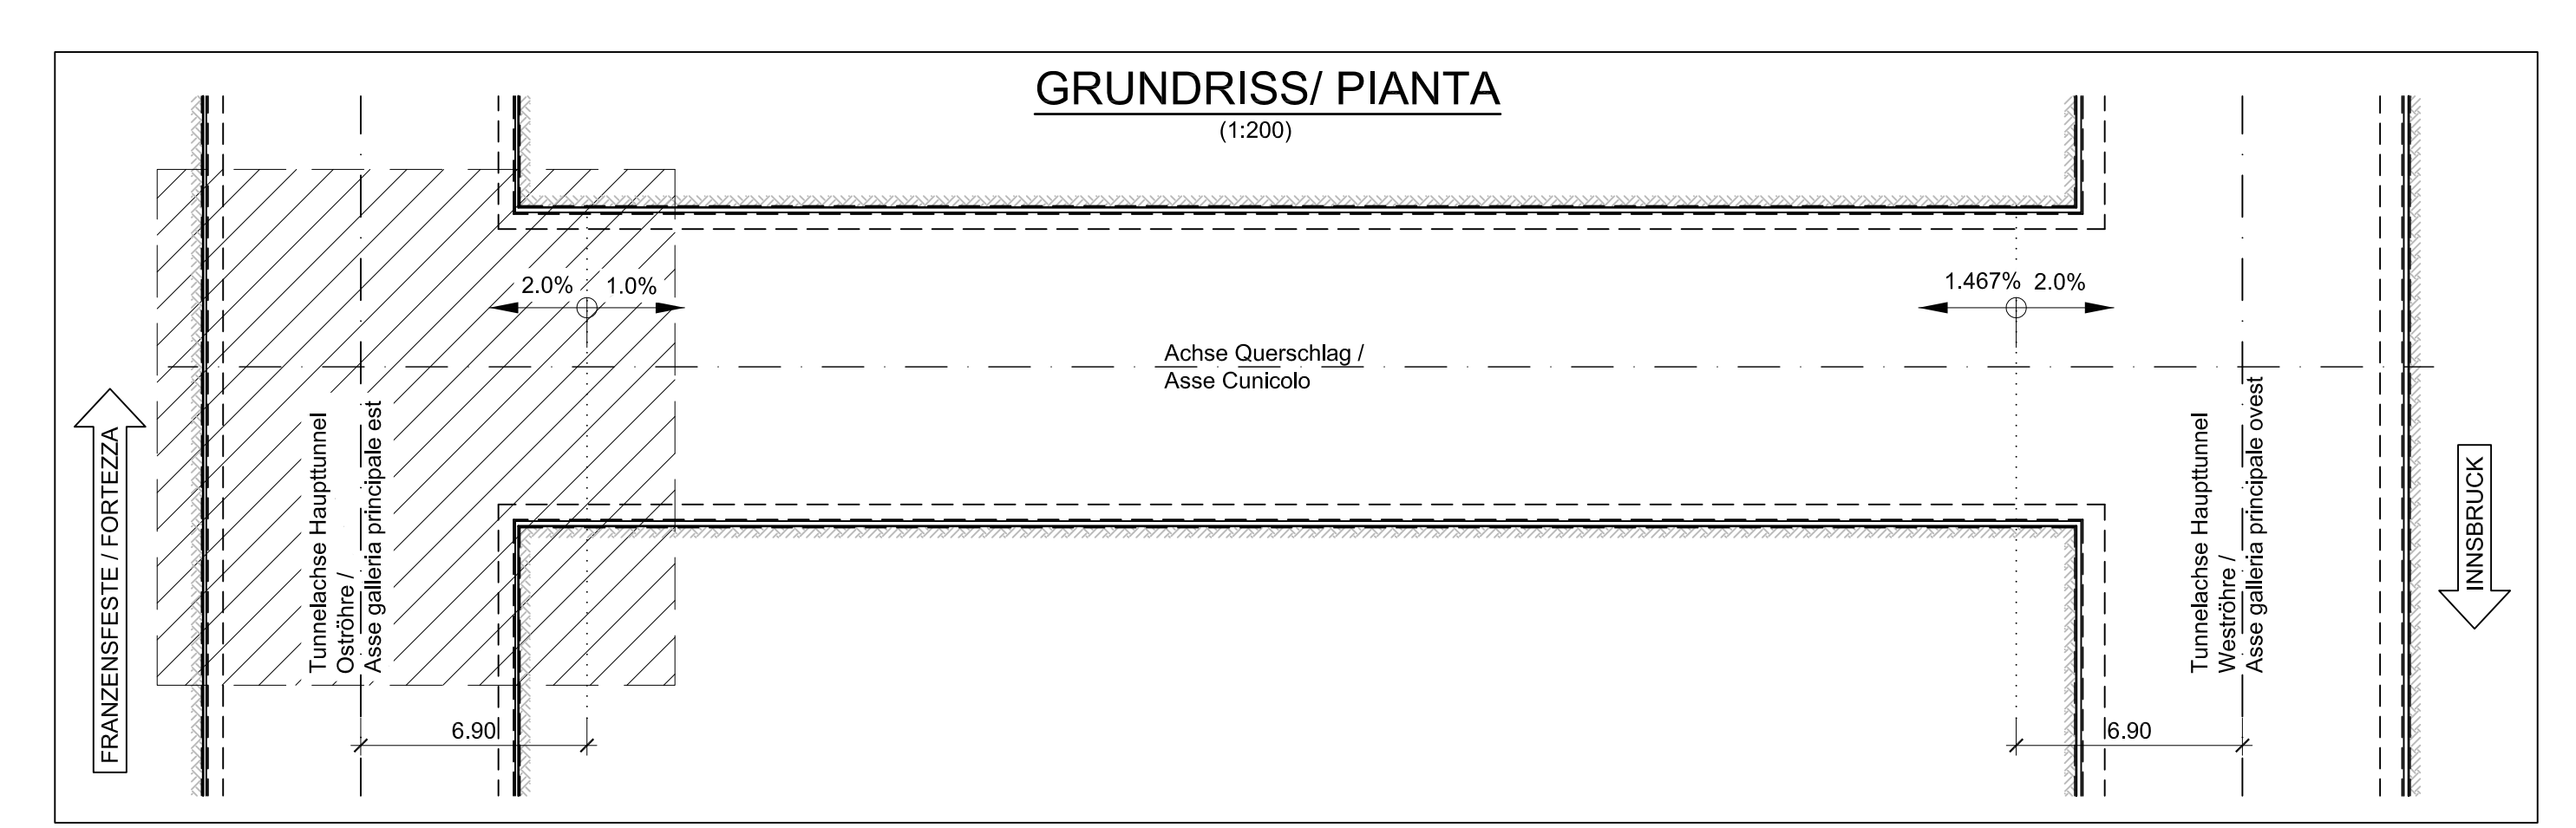 GRUNDRISS/ PIANTA
(1:200)
2.0% 1.0%
1.467% 2.0%
Achse Querschlag /
Asse Cunicolo
FRANZENSFESTE / FORTEZZA
Tunnelachse Haupttunnel
Oströhre /
Asse galleria principale est
Tunnelachse Haupttunnel
Weströhre /
Asse galleria principale ovest
INNSBRUCK
6.90
6.90